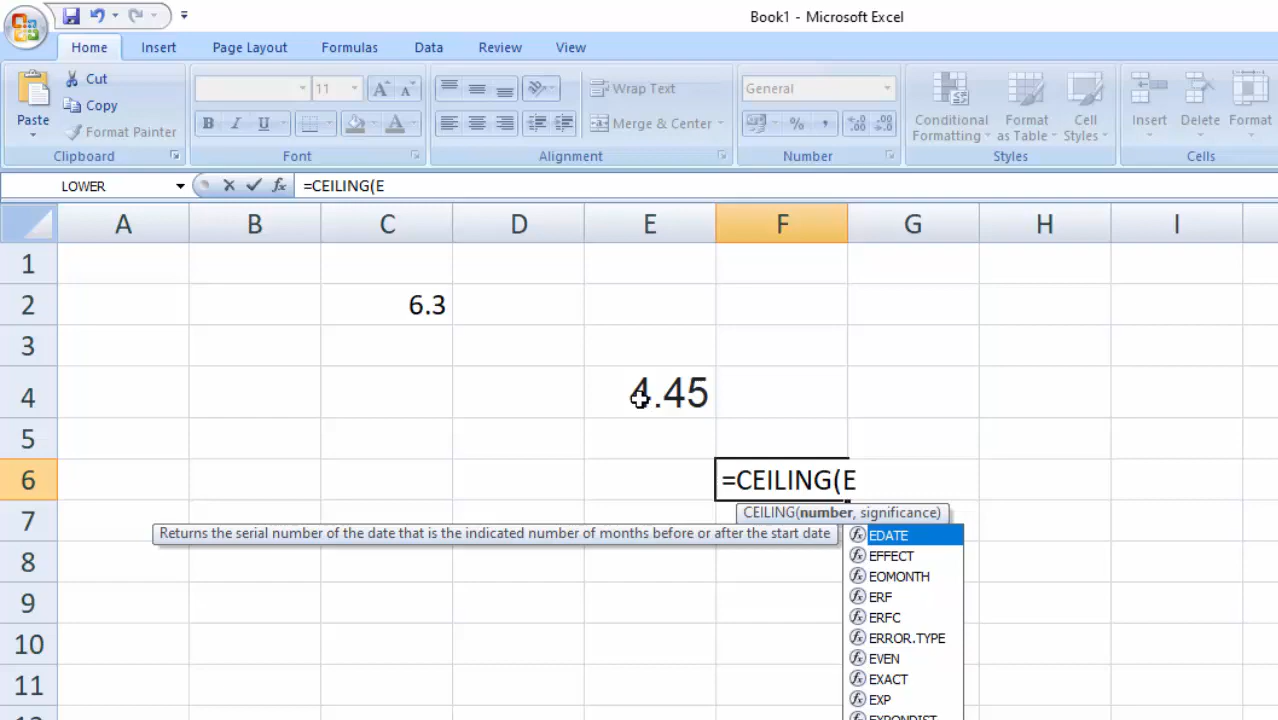 Book1 - Microsoft Excel
Home Insert Page Layout Formulas Data Review View
Paste
Cut
Copy
Format Painter
Clipboard
11
A A
B I U A
Font
Wrap Text
Merge & Center
Alignment
General
% , .00 .0
Number
Conditional Formatting
Format as Table
Cell Styles
Styles
Insert Delete Format
Cells
LOWER fx =CEILING(E
A B C D E F G H I
1
2 6.3
3
4 4.45
5
6 =CEILING(E
CEILING(number, significance)
7
Returns the serial number of the date that is the indicated number of months before or after the start date
EDATE
EFFECT
8
EOMONTH
9 ERF
ERFC
10 ERROR.TYPE
EVEN
11 EXACT
EXP
EXPONDIST